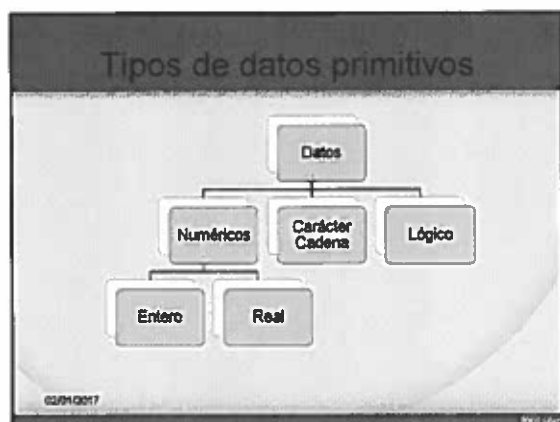 Tipos de datos primitivos
Datos
Numéricos
Carácter
Cadena
Lógico
Entero
Real
02/01/2017